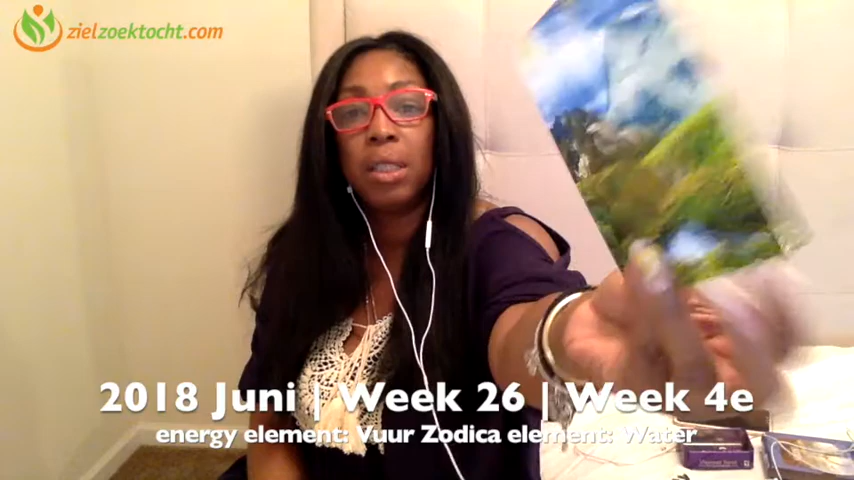 zielzoektocht.com
2018 Juni | Week 26 | Week 4e
energy element: Vuur Zodica element: Water